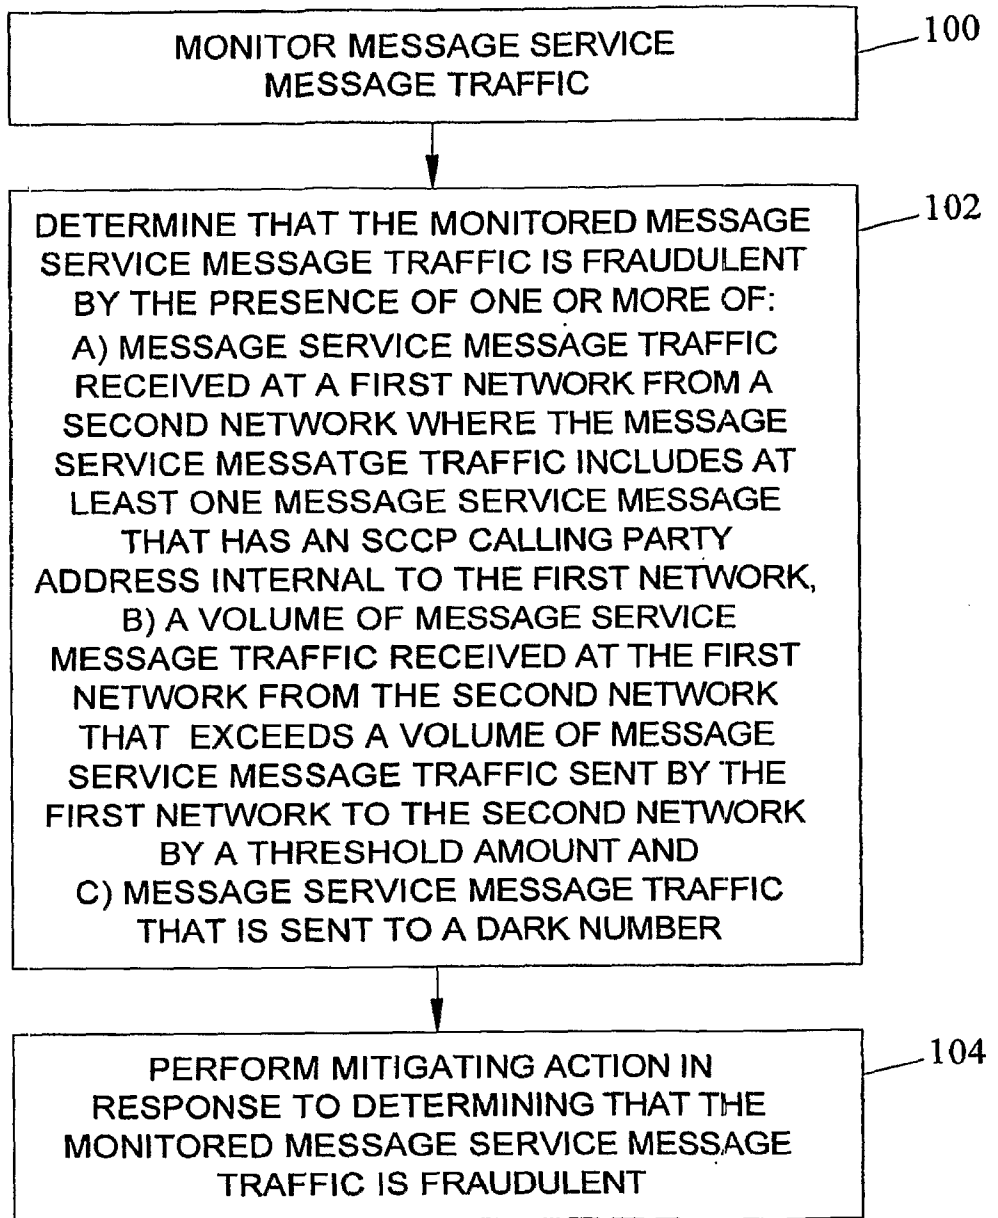 MONITOR MESSAGE SERVICE
MESSAGE TRAFFIC
100
DETERMINE THAT THE MONITORED MESSAGE
SERVICE MESSAGE TRAFFIC IS FRAUDULENT
BY THE PRESENCE OF ONE OR MORE OF:
A) MESSAGE SERVICE MESSAGE TRAFFIC
RECEIVED AT A FIRST NETWORK FROM A
SECOND NETWORK WHERE THE MESSAGE
SERVICE MESSATGE TRAFFIC INCLUDES AT
LEAST ONE MESSAGE SERVICE MESSAGE
THAT HAS AN SCCP CALLING PARTY
ADDRESS INTERNAL TO THE FIRST NETWORK,
B) A VOLUME OF MESSAGE SERVICE
MESSAGE TRAFFIC RECEIVED AT THE FIRST
NETWORK FROM THE SECOND NETWORK
THAT EXCEEDS A VOLUME OF MESSAGE
SERVICE MESSAGE TRAFFIC SENT BY THE
FIRST NETWORK TO THE SECOND NETWORK
BY A THRESHOLD AMOUNT AND
C) MESSAGE SERVICE MESSAGE TRAFFIC
THAT IS SENT TO A DARK NUMBER
102
PERFORM MITIGATING ACTION IN
RESPONSE TO DETERMINING THAT THE
MONITORED MESSAGE SERVICE MESSAGE
TRAFFIC IS FRAUDULENT
104